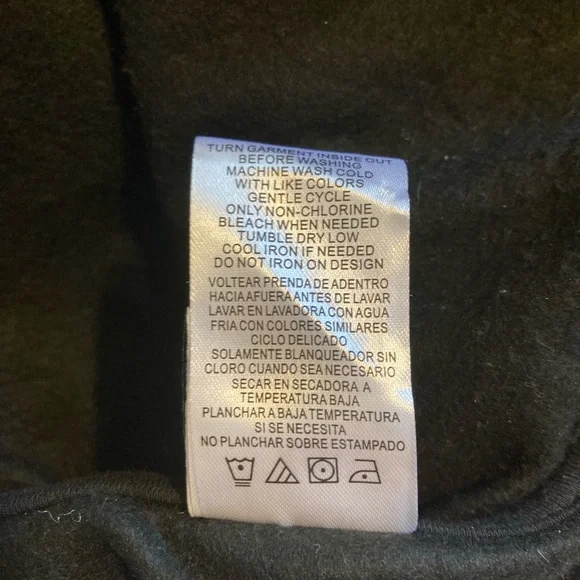 TURN GARMENT INSIDE OUT
BEFORE WASHING
MACHINE WASH COLD
WITH LIKE COLORS
GENTLE CYCLE
ONLY NON-CHLORINE
BLEACH WHEN NEEDED
TUMBLE DRY LOW
COOL IRON IF NEEDED
DO NOT IRON ON DESIGN
VOLTEAR PRENDA DE ADENTRO
HACIA AFUERA ANTES DE LAVAR
LAVAR EN LAVADORA CON AGUA
FRIA CON COLORES SIMILARES
CICLO DELICADO
SOLAMENTE BLANQUEADOR SIN
CLORO CUANDO SEA NECESARIO
SECAR EN SECADORA A
TEMPERATURA BAJA
PLANCHAR A BAJA TEMPERATURA
SI SE NECESITA
NO PLANCHAR SOBRE ESTAMPADO